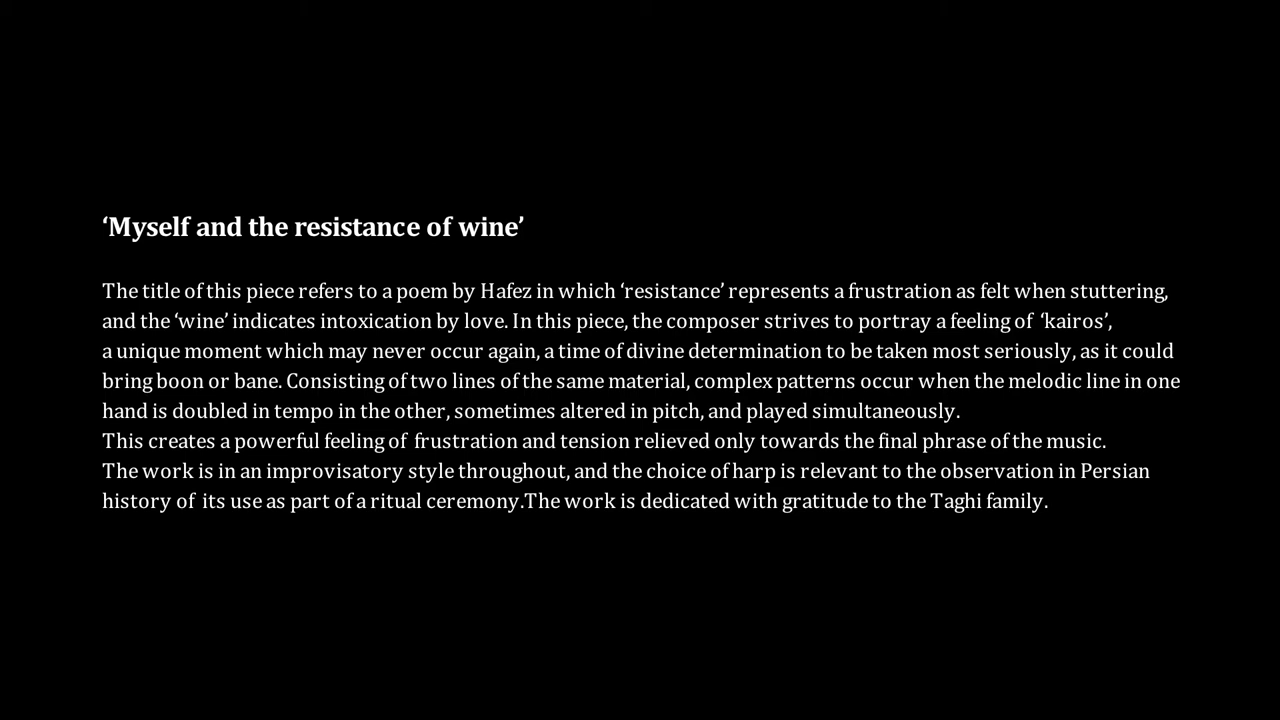 ‘Myself and the resistance of wine’
The title of this piece refers to a poem by Hafez in which ‘resistance’ represents a frustration as felt when stuttering,
and the ‘wine’ indicates intoxication by love. In this piece, the composer strives to portray a feeling of ‘kairos’,
a unique moment which may never occur again, a time of divine determination to be taken most seriously, as it could
bring boon or bane. Consisting of two lines of the same material, complex patterns occur when the melodic line in one
hand is doubled in tempo in the other, sometimes altered in pitch, and played simultaneously.
This creates a powerful feeling of frustration and tension relieved only towards the final phrase of the music.
The work is in an improvisatory style throughout, and the choice of harp is relevant to the observation in Persian
history of its use as part of a ritual ceremony.The work is dedicated with gratitude to the Taghi family.